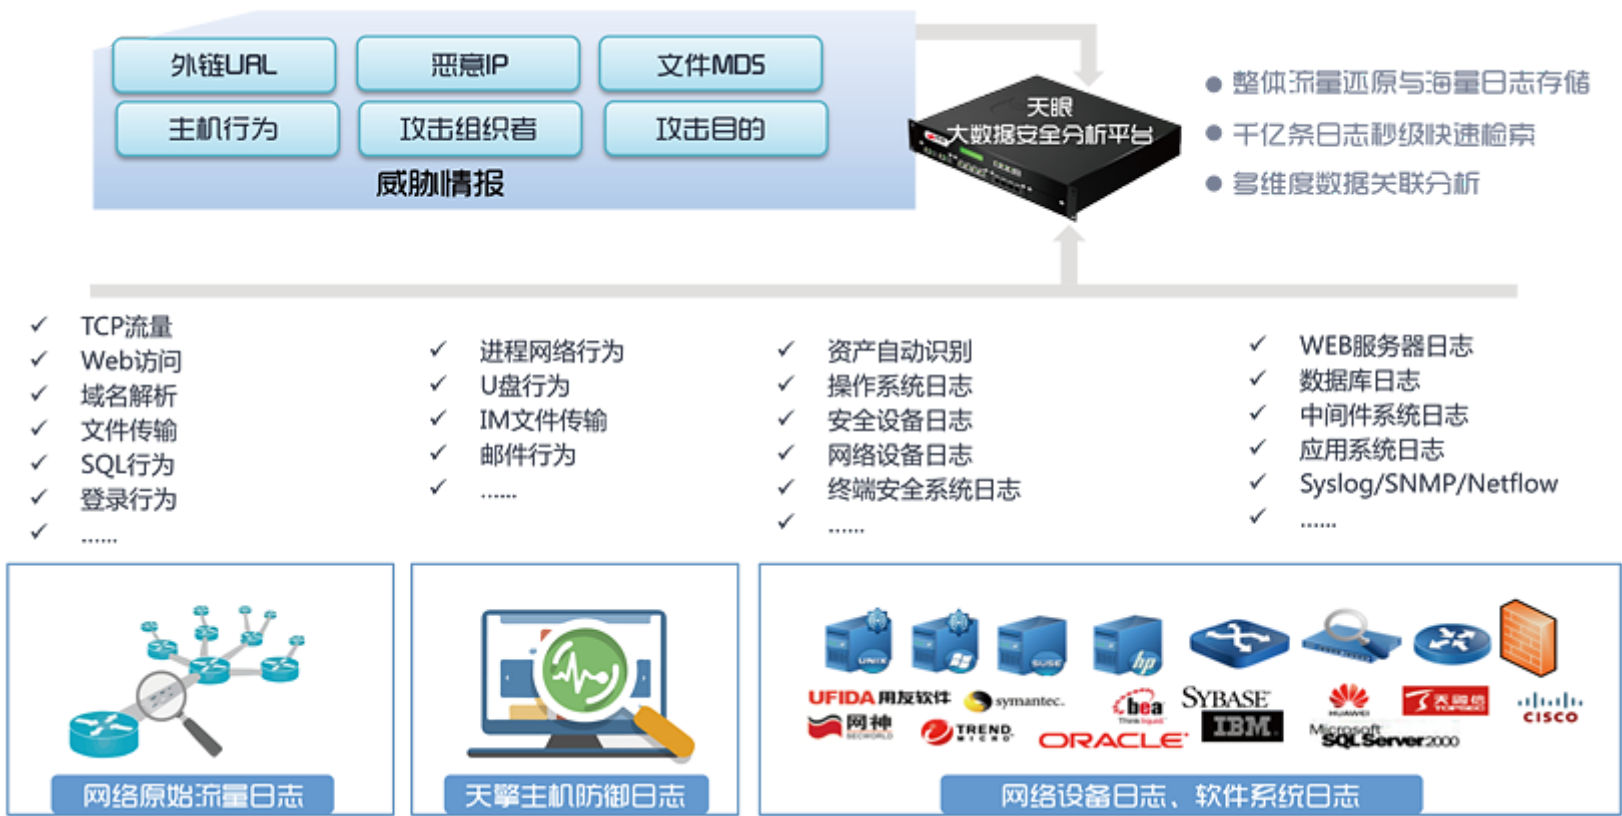 外链URL
恶意IP
文件MD5
主机行为
攻击组织者
攻击目的
威胁情报
天眼
大数据安全分析平台
整体流量还原与海量日志存储
千亿条日志秒级快速检索
多维度数据关联分析
TCP流量
Web访问
域名解析
文件传输
SQL行为
登录行为
......
进程网络行为
U盘行为
IM文件传输
邮件行为
......
资产自动识别
操作系统日志
安全设备日志
网络设备日志
终端安全系统日志
......
WEB服务器日志
数据库日志
中间件系统日志
应用系统日志
Syslog/SNMP/Netflow
......
网络原始流量日志
天擎主机防御日志
UNIX
SUSE
hp
UFIDA 用友软件
symantec.
bea
Think liquid
SYBASE
HUAWEI
天融信
TOPSEC
CISCO
网神
SECWORLD
TREND
MICRO
ORACLE
IBM
Microsoft
SQL Server 2000
网络设备日志、软件系统日志